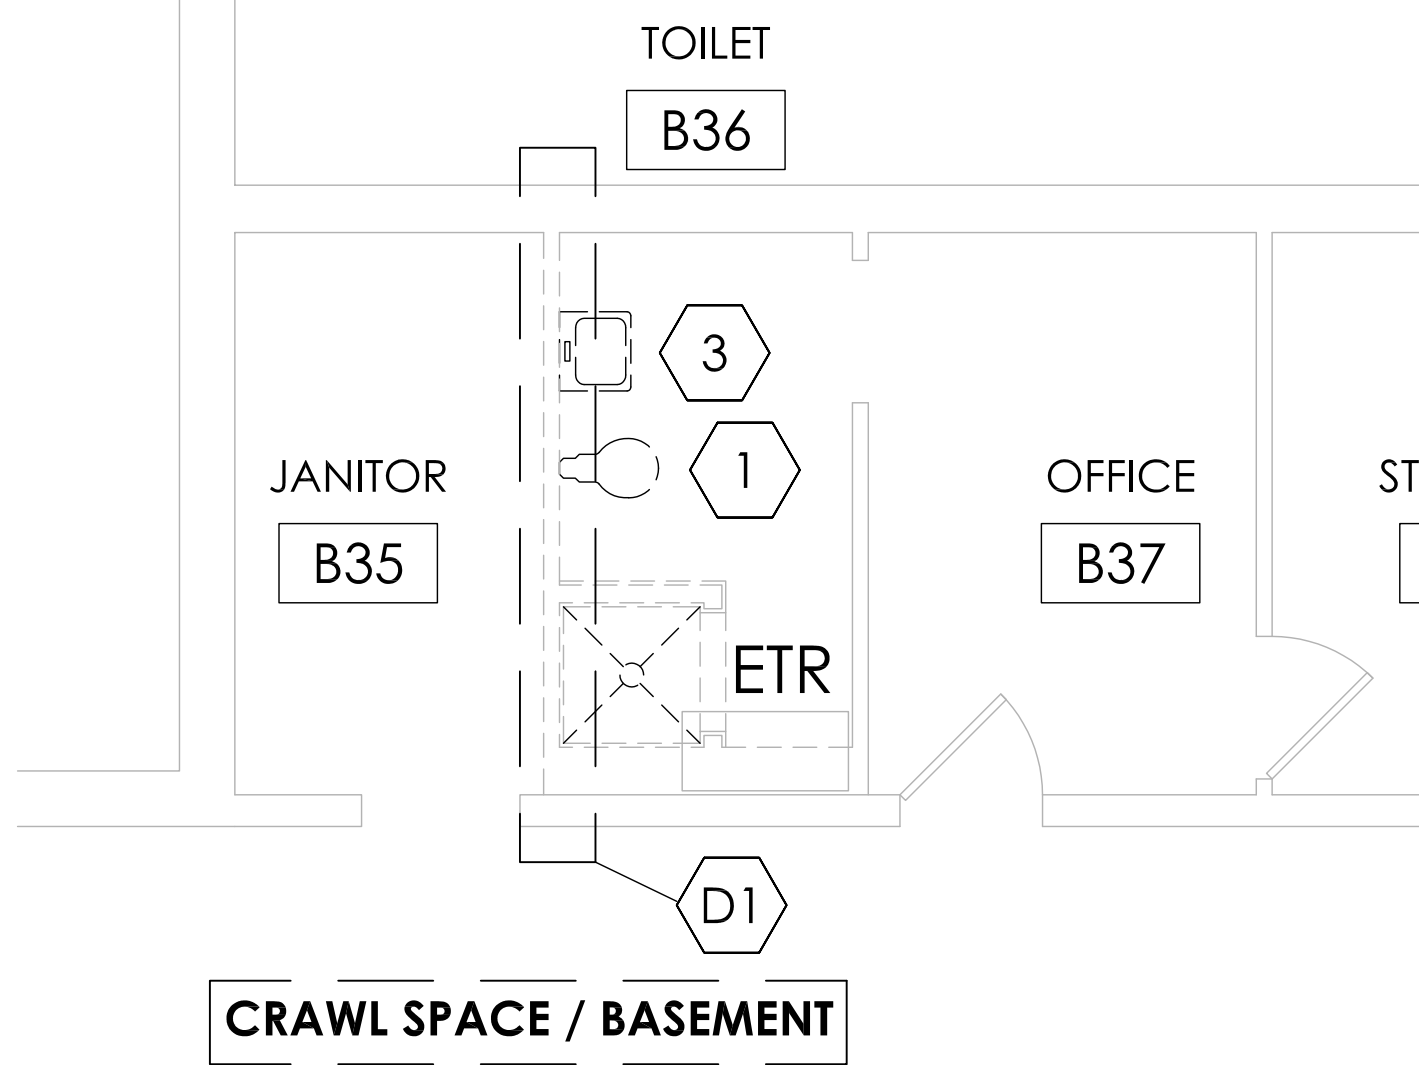 TOILET
B36
3
1
JANITOR
B35
OFFICE
B37
ST
ETR
D1
CRAWL SPACE / BASEMENT